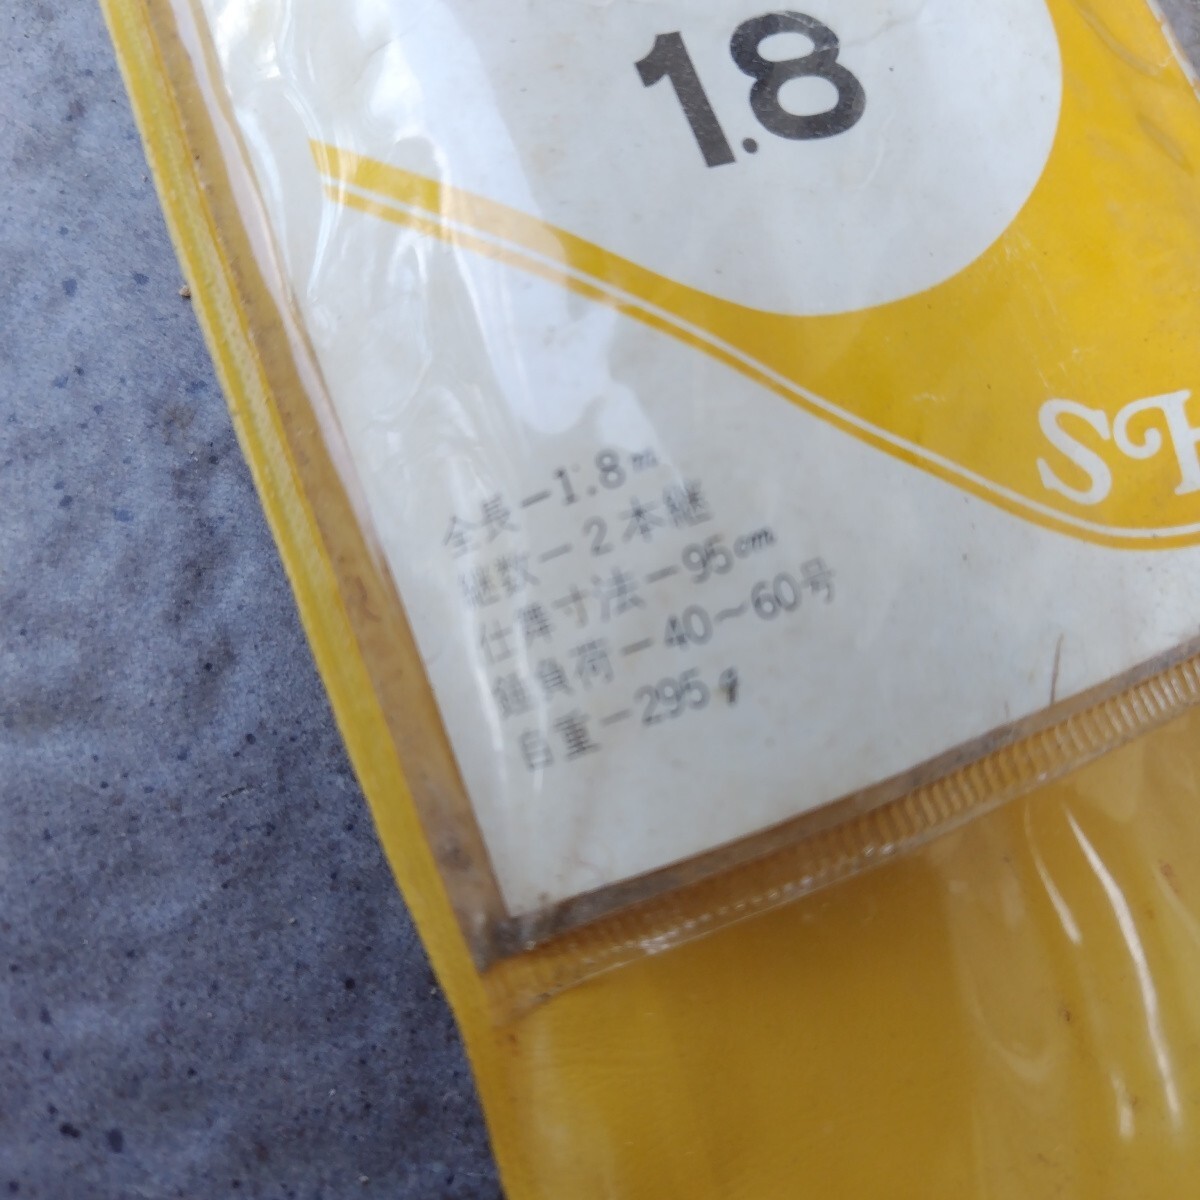 1.8
SH
全長－1.8m
継数－2本継
仕舞寸法－95cm
錘負荷－40～60号
自重－295g